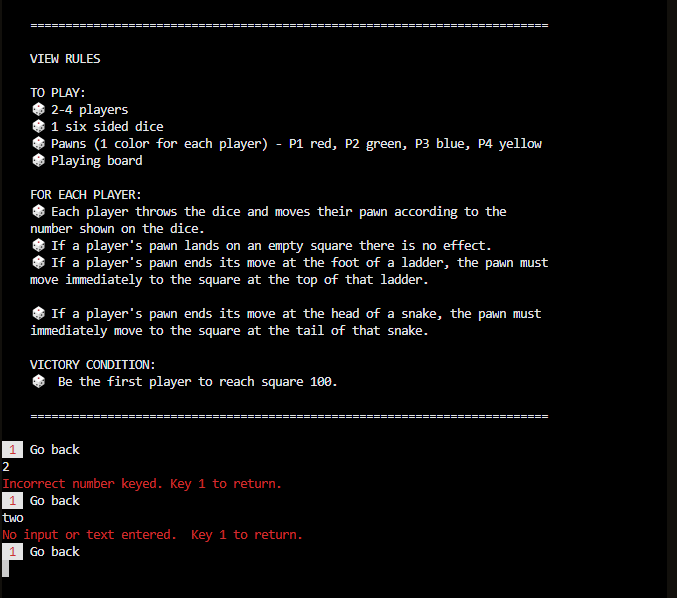 ==========================================================================
VIEW RULES
TO PLAY:
🎲 2-4 players
🎲 1 six sided dice
🎲 Pawns (1 color for each player) - P1 red, P2 green, P3 blue, P4 yellow
🎲 Playing board
FOR EACH PLAYER:
🎲 Each player throws the dice and moves their pawn according to the
number shown on the dice.
🎲 If a player's pawn lands on an empty square there is no effect.
🎲 If a player's pawn ends its move at the foot of a ladder, the pawn must
move immediately to the square at the top of that ladder.
🎲 If a player's pawn ends its move at the head of a snake, the pawn must
immediately move to the square at the tail of that snake.
VICTORY CONDITION:
🎲  Be the first player to reach square 100.
==========================================================================
1 Go back
2
Incorrect number keyed. Key 1 to return.
1 Go back
two
No input or text entered.  Key 1 to return.
1 Go back